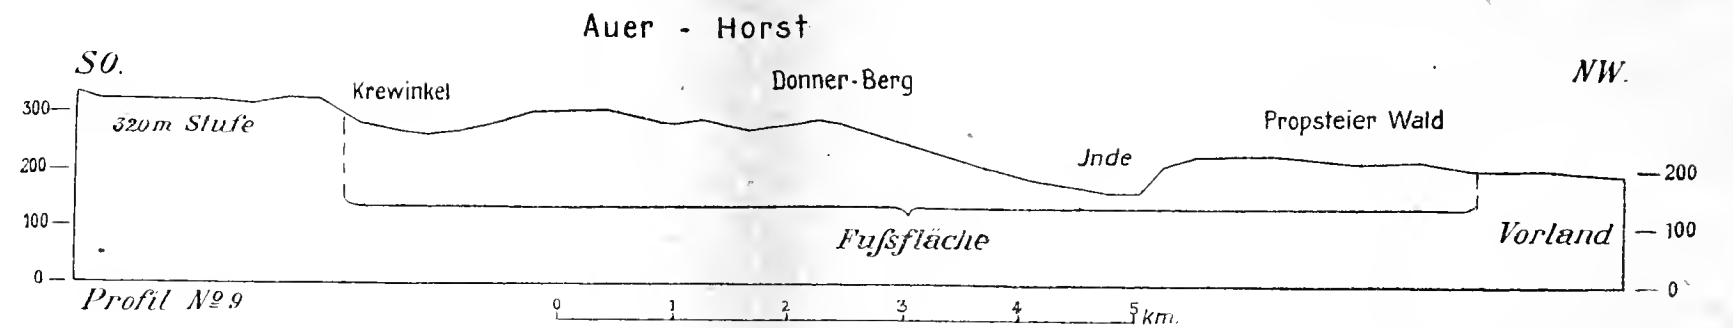 Auer - Horst
SO.
NW.
Krewinkel
Donner-Berg
300
320m Stufe
Propsteier Wald
Jnde
200
200
100
Fußfläche
Vorland
100
0
0
Profil № 9
0 1 2 3 4 5 km.